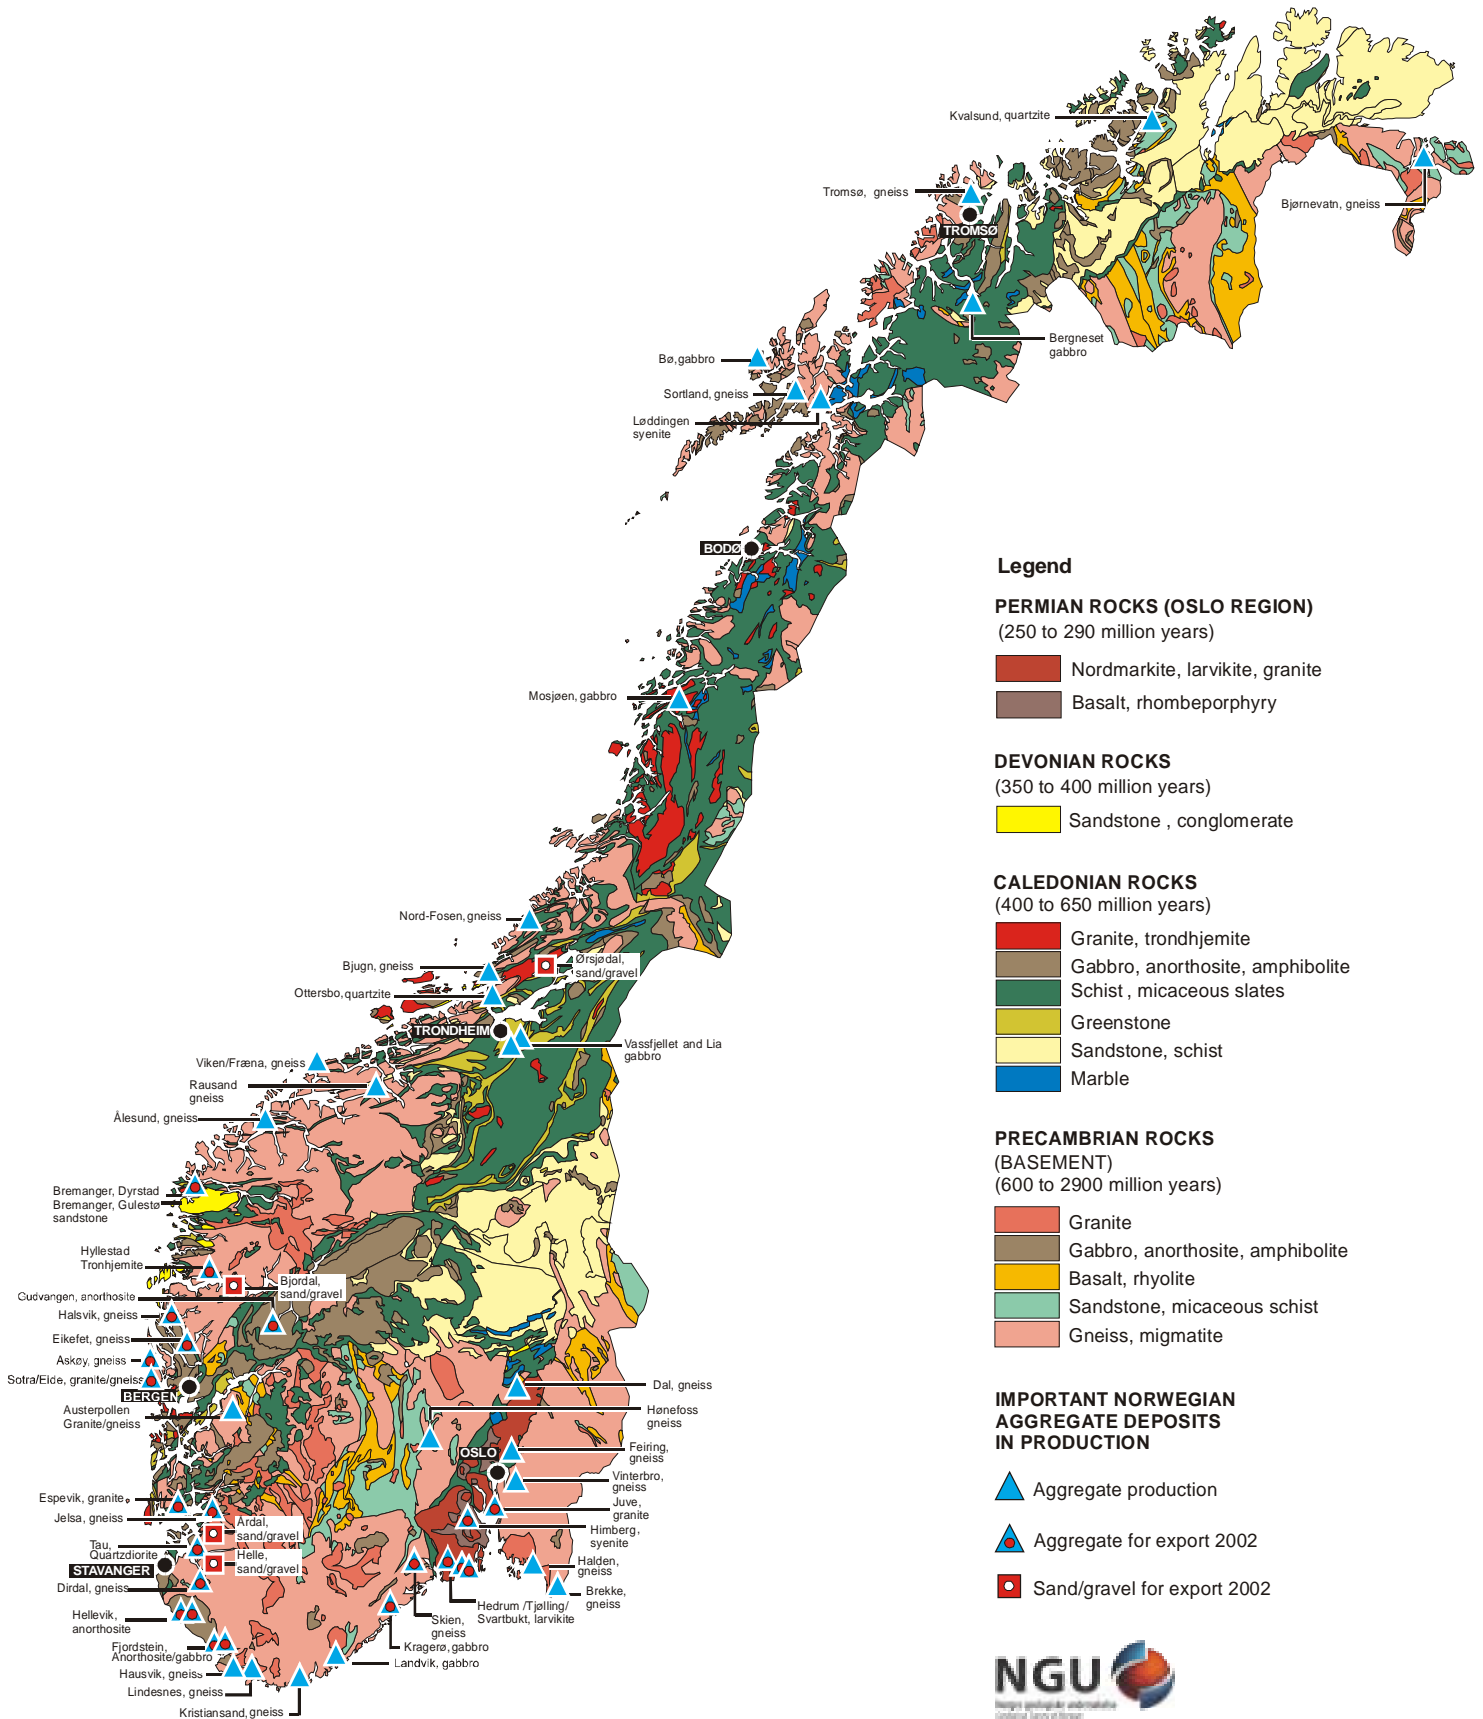 Kvalsund, quartzite
Tromsø, gneiss
TROMSØ
Bjørnevatn, gneiss
Bergneset
gabbro
Bø, gabbro
Sortland, gneiss
Løddingen
syenite
BODØ
Mosjøen, gabbro
Nord-Fosen, gneiss
Bjugn, gneiss
Ørsjødal,
sand/gravel
Ottersbo, quartzite
TRONDHEIM
Vassfjellet and Lia
gabbro
Viken/Fræna, gneiss
Rausand
gneiss
Ålesund, gneiss
Bremanger, Dyrstad
Bremanger, Gulestø
sandstone
Hyllestad
Tronhjemite
Bjordal,
sand/gravel
Gudvangen, anorthosite
Halsvik, gneiss
Eikefet, gneiss
Askøy, gneiss
Sotra/Eide, granite/gneiss
BERGEN
Austerpollen
Granite/gneiss
Dal, gneiss
Hønefoss
gneiss
OSLO
Feiring,
gneiss
Vinterbro,
gneiss
Juve,
granite
Himberg,
syenite
Espevik, granite
Jelsa, gneiss
Ardal,
sand/gravel
Tau,
Quartzdiorite
Helle,
sand/gravel
STAVANGER
Dirdal, gneiss
Hellevik,
anorthosite
Fjordstein,
Anorthosite/gabbro
Hausvik, gneiss
Lindesnes, gneiss
Kristiansand, gneiss
Halden,
gneiss
Brekke,
gneiss
Hedrum /Tjølling/
Svartbukt, larvikite
Skien,
gneiss
Kragerø, gabbro
Landvik, gabbro
Legend
PERMIAN ROCKS (OSLO REGION)
(250 to 290 million years)
Nordmarkite, larvikite, granite
Basalt, rhombeporphyry
DEVONIAN ROCKS
(350 to 400 million years)
Sandstone , conglomerate
CALEDONIAN ROCKS
(400 to 650 million years)
Granite, trondhjemite
Gabbro, anorthosite, amphibolite
Schist , micaceous slates
Greenstone
Sandstone, schist
Marble
PRECAMBRIAN ROCKS
(BASEMENT)
(600 to 2900 million years)
Granite
Gabbro, anorthosite, amphibolite
Basalt, rhyolite
Sandstone, micaceous schist
Gneiss, migmatite
IMPORTANT NORWEGIAN
AGGREGATE DEPOSITS
IN PRODUCTION
Aggregate production
Aggregate for export 2002
Sand/gravel for export 2002
NGU